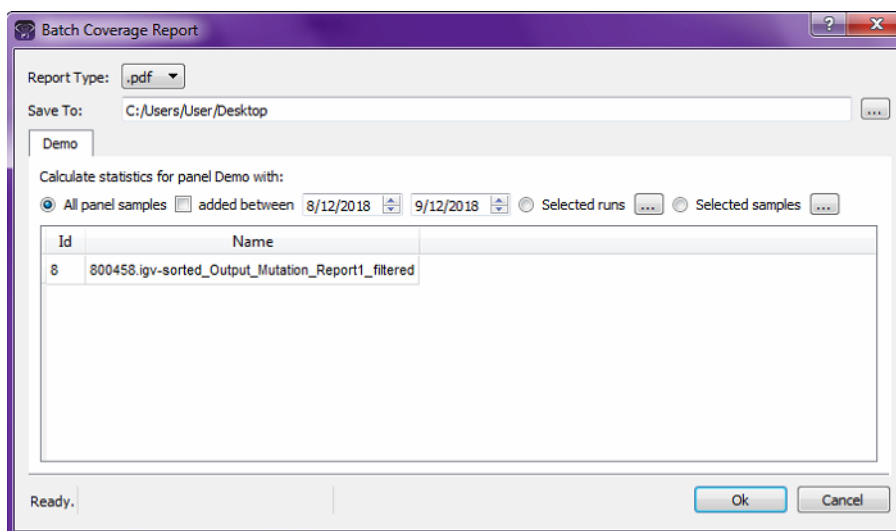 Batch Coverage Report
Report Type: .pdf
Save To: C:/Users/User/Desktop ...
Demo
Calculate statistics for panel Demo with:
All panel samples added between 8/12/2018 9/12/2018 Selected runs ... Selected samples ...
Id Name
8 800458.igv-sorted_Output_Mutation_Report1_filtered
Ready. Ok Cancel